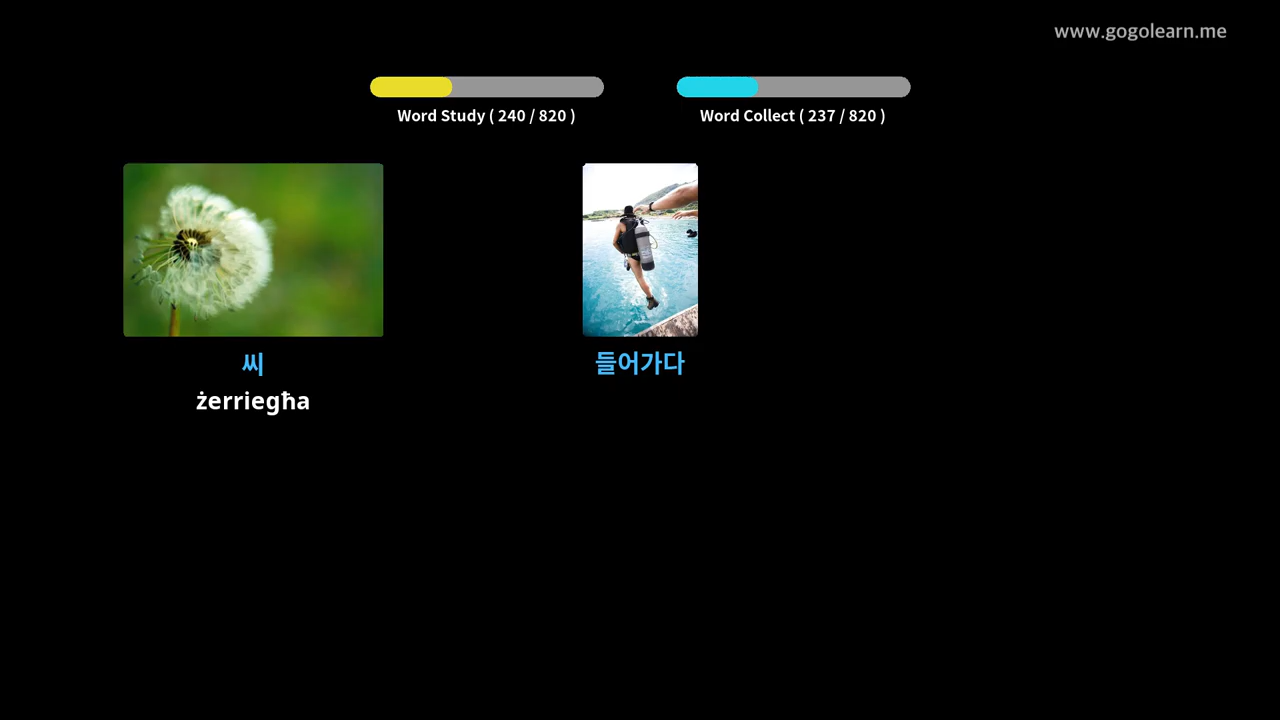 www.gogolearn.me
Word Study ( 240 / 820 )
Word Collect ( 237 / 820 )
씨
żerriegħa
들어가다